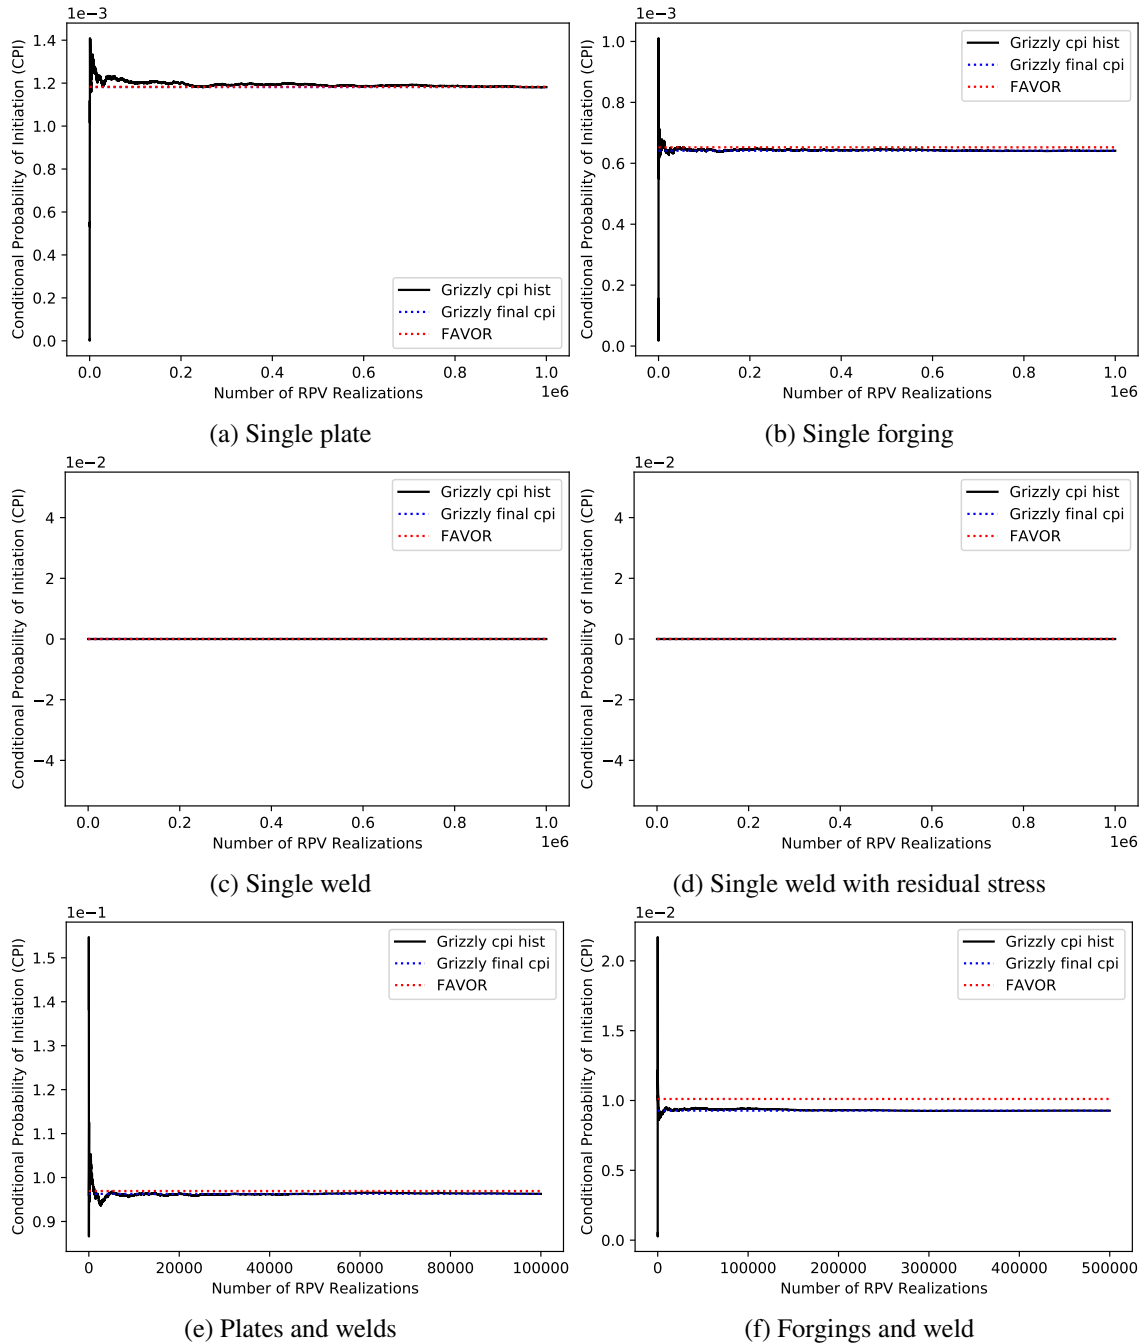 1e−3
Conditional Probability of Initiation (CPI)
1.4
1.2
1.0
0.8
0.6
0.4
0.2
0.0
Grizzly cpi hist
Grizzly final cpi
FAVOR
0.0 0.2 0.4 0.6 0.8 1.0
Number of RPV Realizations
1e6
(a) Single plate
1e−3
Conditional Probability of Initiation (CPI)
1.0
0.8
0.6
0.4
0.2
0.0
Grizzly cpi hist
Grizzly final cpi
FAVOR
0.0 0.2 0.4 0.6 0.8 1.0
Number of RPV Realizations
1e6
(b) Single forging
1e−2
Conditional Probability of Initiation (CPI)
4
2
0
−2
−4
Grizzly cpi hist
Grizzly final cpi
FAVOR
0.0 0.2 0.4 0.6 0.8 1.0
Number of RPV Realizations
1e6
(c) Single weld
1e−2
Conditional Probability of Initiation (CPI)
4
2
0
−2
−4
Grizzly cpi hist
Grizzly final cpi
FAVOR
0.0 0.2 0.4 0.6 0.8 1.0
Number of RPV Realizations
1e6
(d) Single weld with residual stress
1e−1
Conditional Probability of Initiation (CPI)
1.5
1.4
1.3
1.2
1.1
1.0
0.9
Grizzly cpi hist
Grizzly final cpi
FAVOR
0 20000 40000 60000 80000 100000
Number of RPV Realizations
(e) Plates and welds
1e−2
Conditional Probability of Initiation (CPI)
2.0
1.5
1.0
0.5
0.0
Grizzly cpi hist
Grizzly final cpi
FAVOR
0 100000 200000 300000 400000 500000
Number of RPV Realizations
(f) Forgings and weld